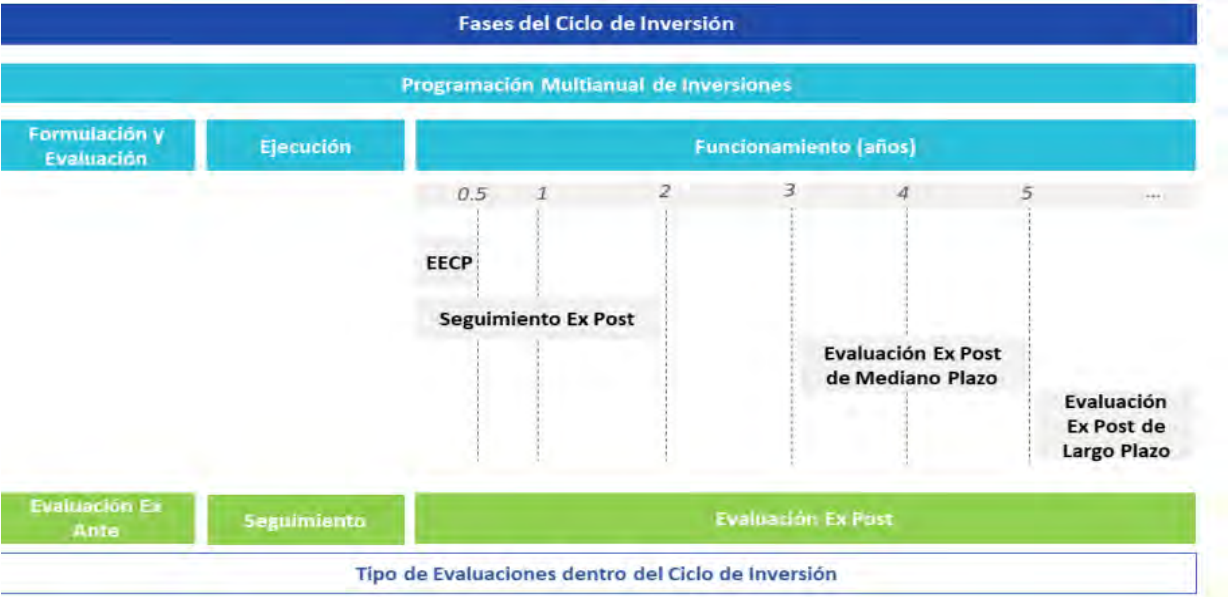 Fases del Ciclo de Inversión
Programación Multianual de Inversiones
Formulación y
Evaluación
Ejecución
Funcionamiento (años)
0.5 1 2 3 4 5 ...
EECP
Seguimiento Ex Post
Evaluación Ex Post
de Mediano Plazo
Evaluación
Ex Post de
Largo Plazo
Evaluación Ex
Ante
Seguimiento
Evaluación Ex Post
Tipo de Evaluaciones dentro del Ciclo de Inversión